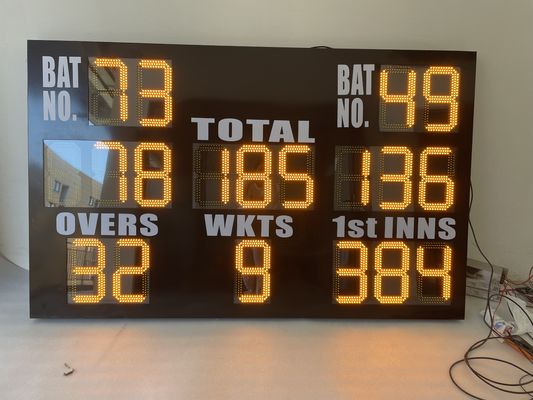 BAT NO. 73
BAT NO. 49
TOTAL
78 185 136
OVERS WKTS 1st INNS
32 9 384